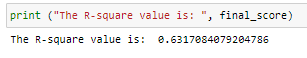 print ("The R-square value is: ", final_score)
The R-square value is:  0.6317084079204786